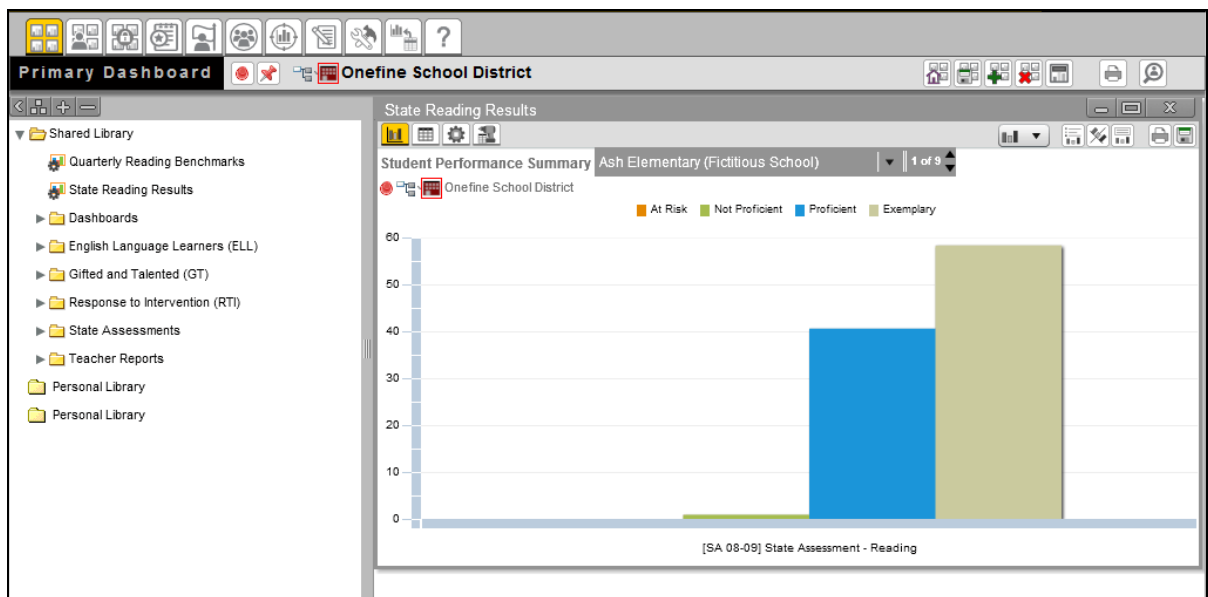 ?
Primary Dashboard Onefine School District
Shared Library
Quarterly Reading Benchmarks
State Reading Results
Dashboards
English Language Learners (ELL)
Gifted and Talented (GT)
Response to Intervention (RTI)
State Assessments
Teacher Reports
Personal Library
Personal Library
State Reading Results
Student Performance Summary Ash Elementary (Fictitious School) 1 of 9
Onefine School District
At Risk Not Proficient Proficient Exemplary
60
50
40
30
20
10
0
[SA 08-09] State Assessment - Reading